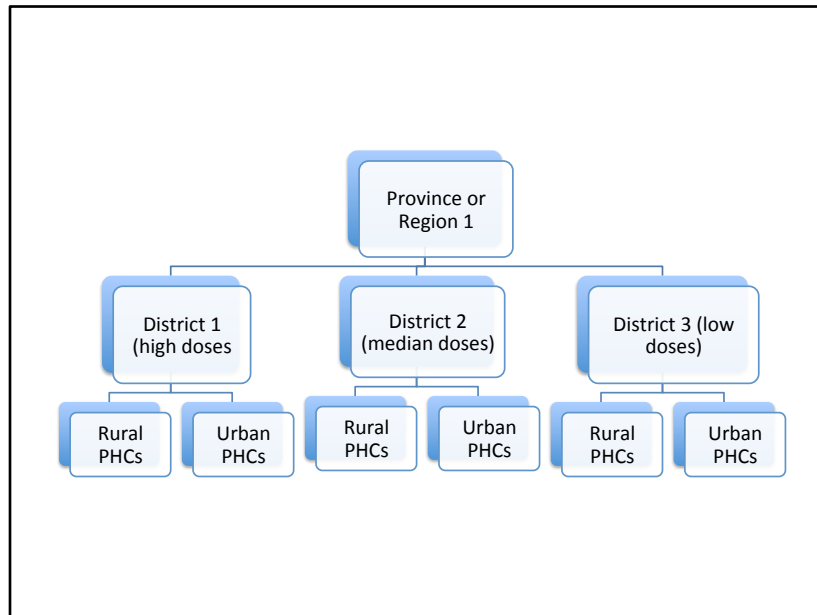 Province or
Region 1
District 1
(high doses
District 2
(median doses)
District 3 (low
doses)
Rural
PHCs
Urban
PHCs
Rural
PHCs
Urban
PHCs
Rural
PHCs
Urban
PHCs